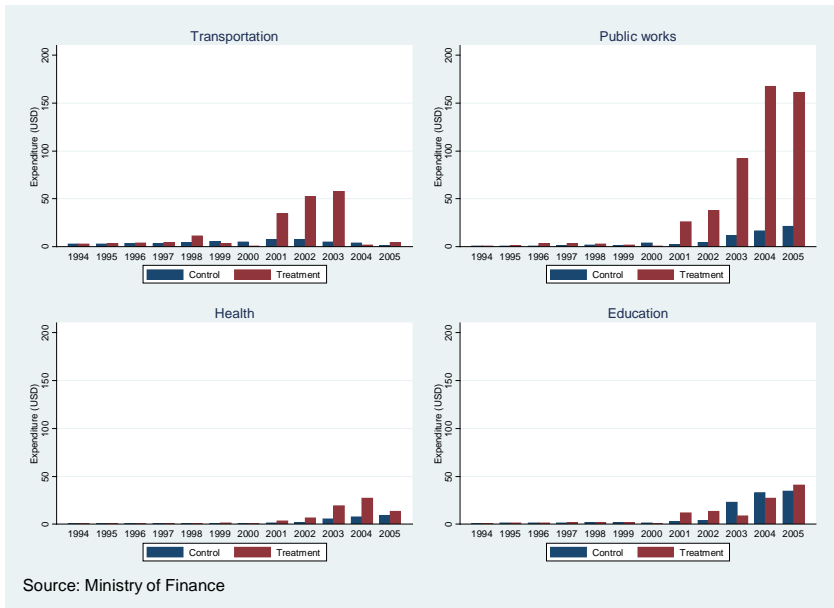 Transportation
Expenditure (USD)
200
150
100
50
0
1994 1995 1996 1997 1998 1999 2000 2001 2002 2003 2004 2005
Control Treatment
Public works
Expenditure (USD)
200
150
100
50
0
1994 1995 1996 1997 1998 1999 2000 2001 2002 2003 2004 2005
Control Treatment
Health
Expenditure (USD)
200
150
100
50
0
1994 1995 1996 1997 1998 1999 2000 2001 2002 2003 2004 2005
Control Treatment
Education
Expenditure (USD)
200
150
100
50
0
1994 1995 1996 1997 1998 1999 2000 2001 2002 2003 2004 2005
Control Treatment
Source: Ministry of Finance